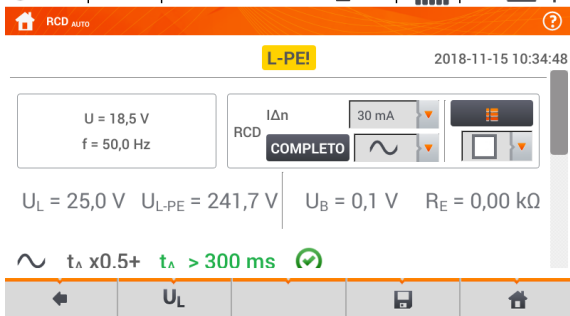 RCD AUTO
L-PE!
2018-11-15 10:34:48
U = 18,5 V
f = 50,0 Hz
RCD
IΔn
30 mA
COMPLETO
UL = 25,0 V UL-PE = 241,7 V UB = 0,1 V RE = 0,00 kΩ
tA x0.5+ tA > 300 ms
UL